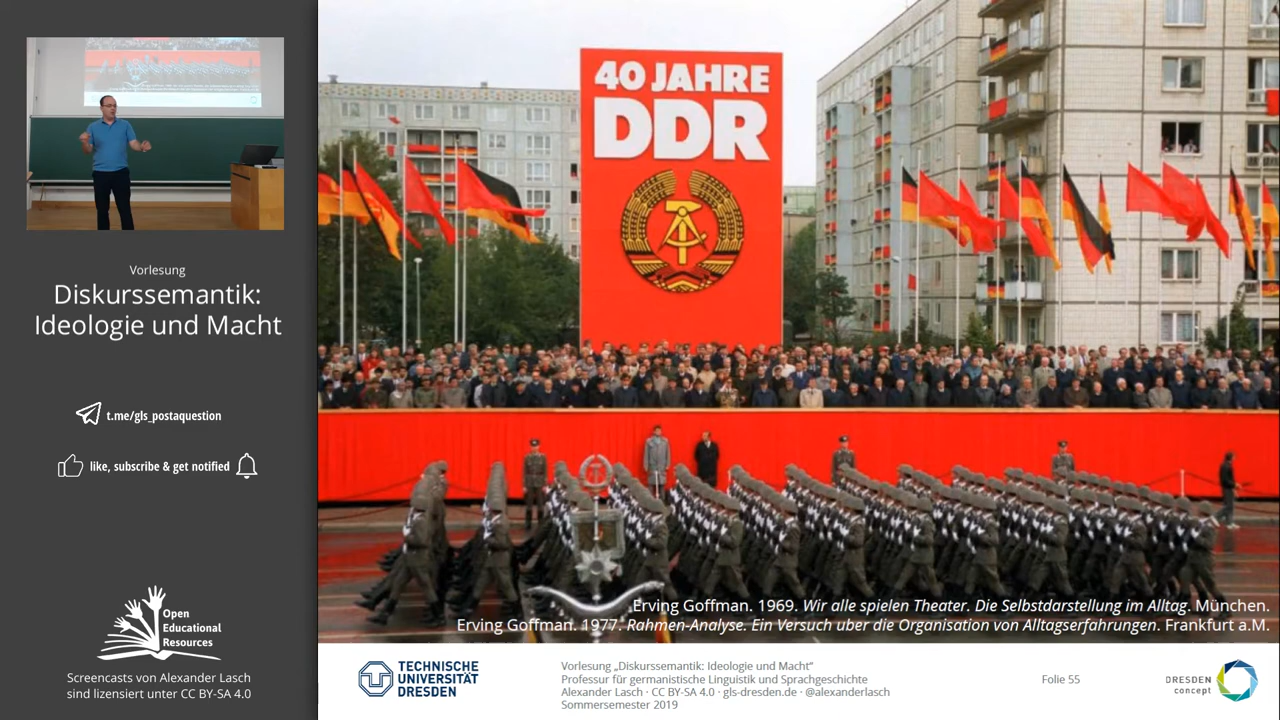 Vorlesung
Diskurssemantik:
Ideologie und Macht
t.me/gls_postaquestion
like, subscribe & get notified
Open
Educational
Resources
Screencasts von Alexander Lasch
sind lizensiert unter CC BY-SA 4.0
40 JAHRE
DDR
Erving Goffman. 1969. Wir alle spielen Theater. Die Selbstdarstellung im Alltag. München.
Erving Goffman. 1977. Rahmen-Analyse. Ein Versuch uber die Organisation von Alltagserfahrungen. Frankfurt a.M.
TECHNISCHE
UNIVERSITÄT
DRESDEN
Vorlesung „Diskurssemantik: Ideologie und Macht“
Professur für germanistische Linguistik und Sprachgeschichte
Alexander Lasch · CC BY-SA 4.0 · gls-dresden.de · @alexanderlasch
Sommersemester 2019
Folie 55
DRESDEN
concept